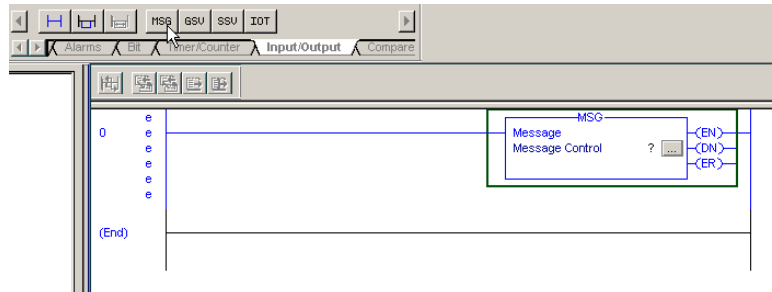 MSG GSV SSV IOT
Alarms Bit Timer/Counter Input/Output Compare
MSG
Message
Message Control ? ...
(EN)
(DN)
(ER)
0
e
e
e
e
e
e
(End)